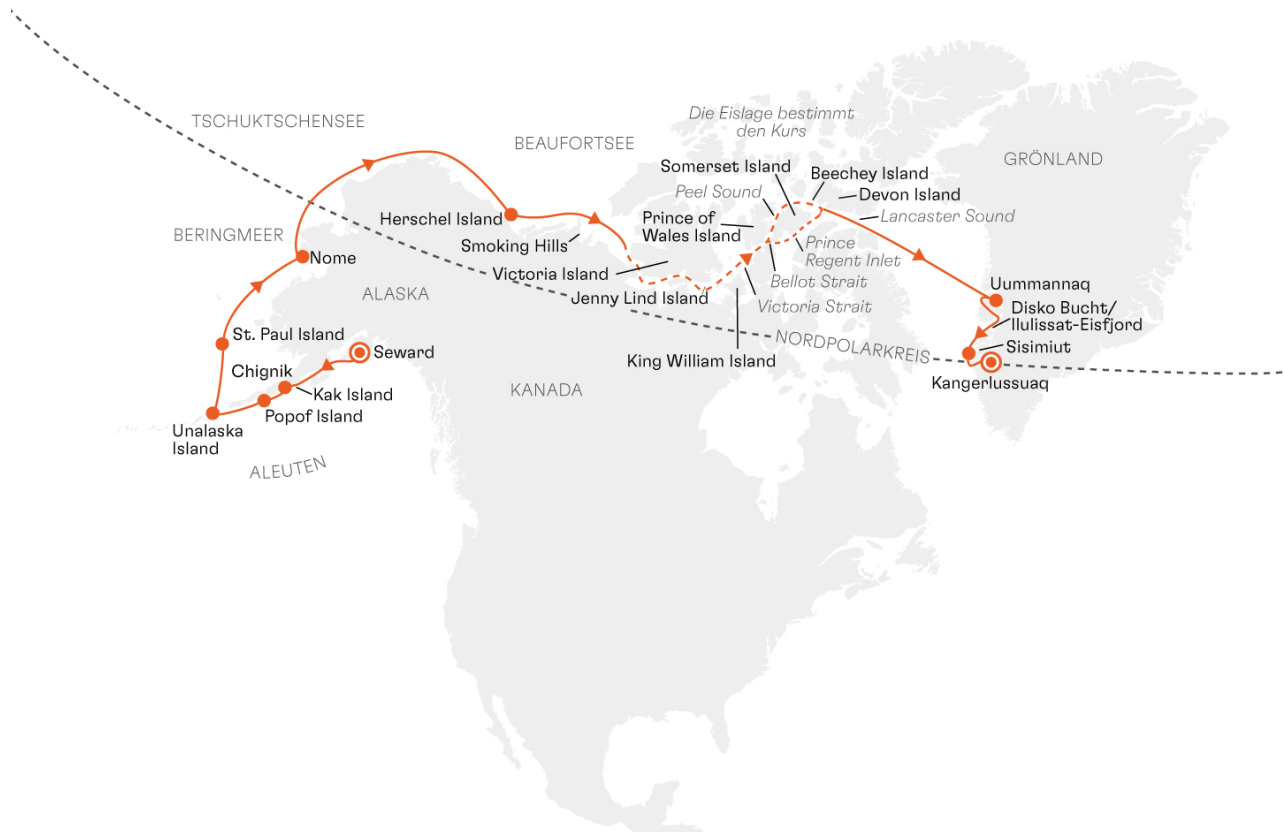 Die Eislage bestimmt
den Kurs
TSCHUKTSCHENSEE
BEAUFORTSEE
GRÖNLAND
Somerset Island
Beechey Island
Peel Sound
Devon Island
Herschel Island
Prince of
Wales Island
Lancaster Sound
BERINGMEER
Smoking Hills
Prince
Regent Inlet
Nome
Victoria Island
Bellot Strait
ALASKA
Jenny Lind Island
Victoria Strait
Uummannaq
Disko Bucht/
Ilulissat-Eisfjord
St. Paul Island
NORDPOLARKREIS
Sisimiut
Seward
King William Island
Chignik
Kangerlussuaq
Kak Island
KANADA
Popof Island
Unalaska
Island
ALEUTEN